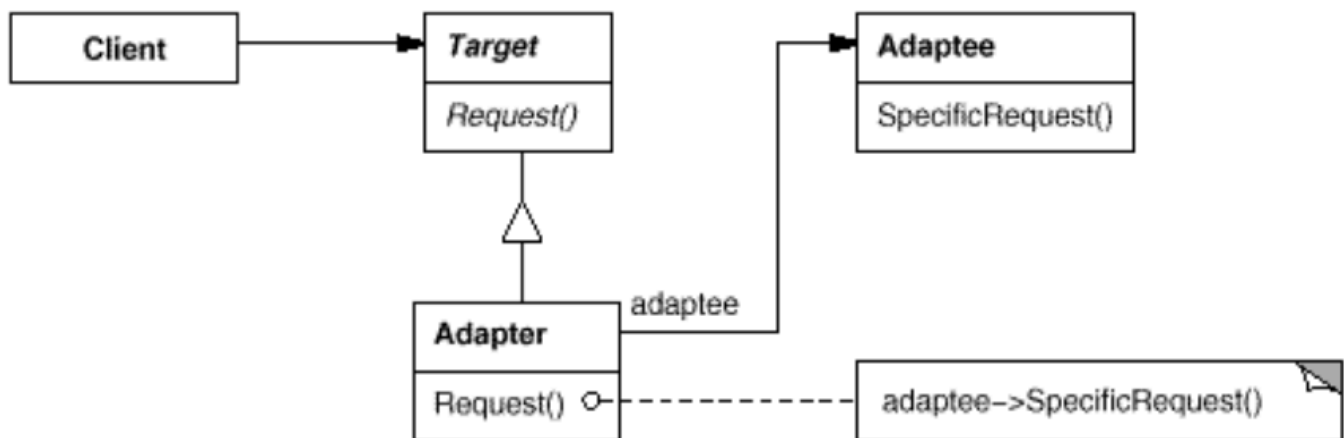 Client
Target
Request()
Adaptee
SpecificRequest()
adaptee
Adapter
Request()
adaptee->SpecificRequest()